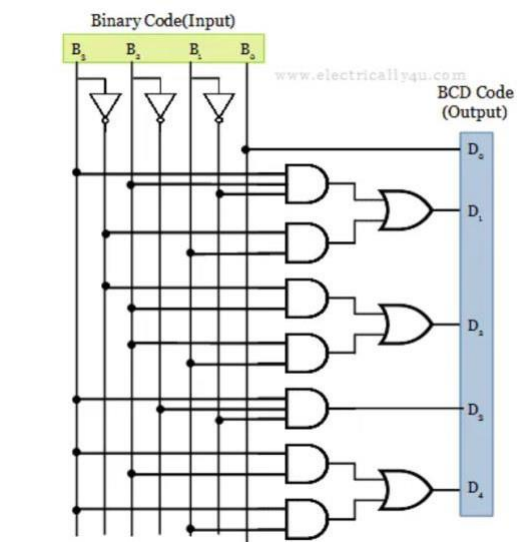 Binary Code(Input)
B₃ B₂ B₁ B₀
www.electrically4u.com
BCD Code
(Output)
D₀
D₁
D₂
D₃
D₄